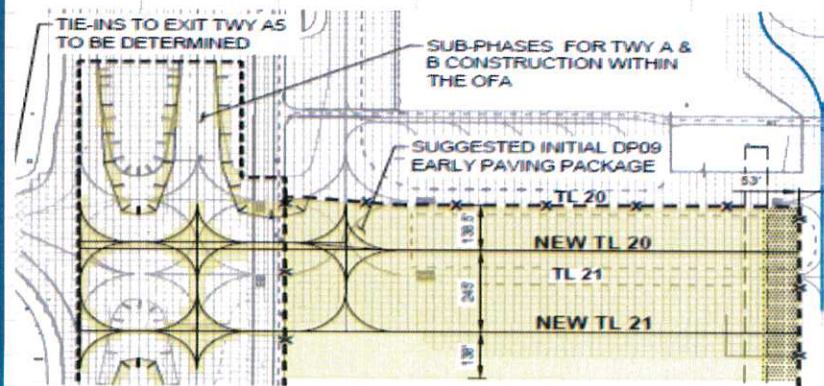 TIE-INS TO EXIT TWY A5
TO BE DETERMINED
SUB-PHASES FOR TWY A &
B CONSTRUCTION WITHIN
THE OFA
SUGGESTED INITIAL DP09
EARLY PAVING PACKAGE
53'
TL 20
138.5'
NEW TL 20
TL 21
245'
NEW TL 21
138'